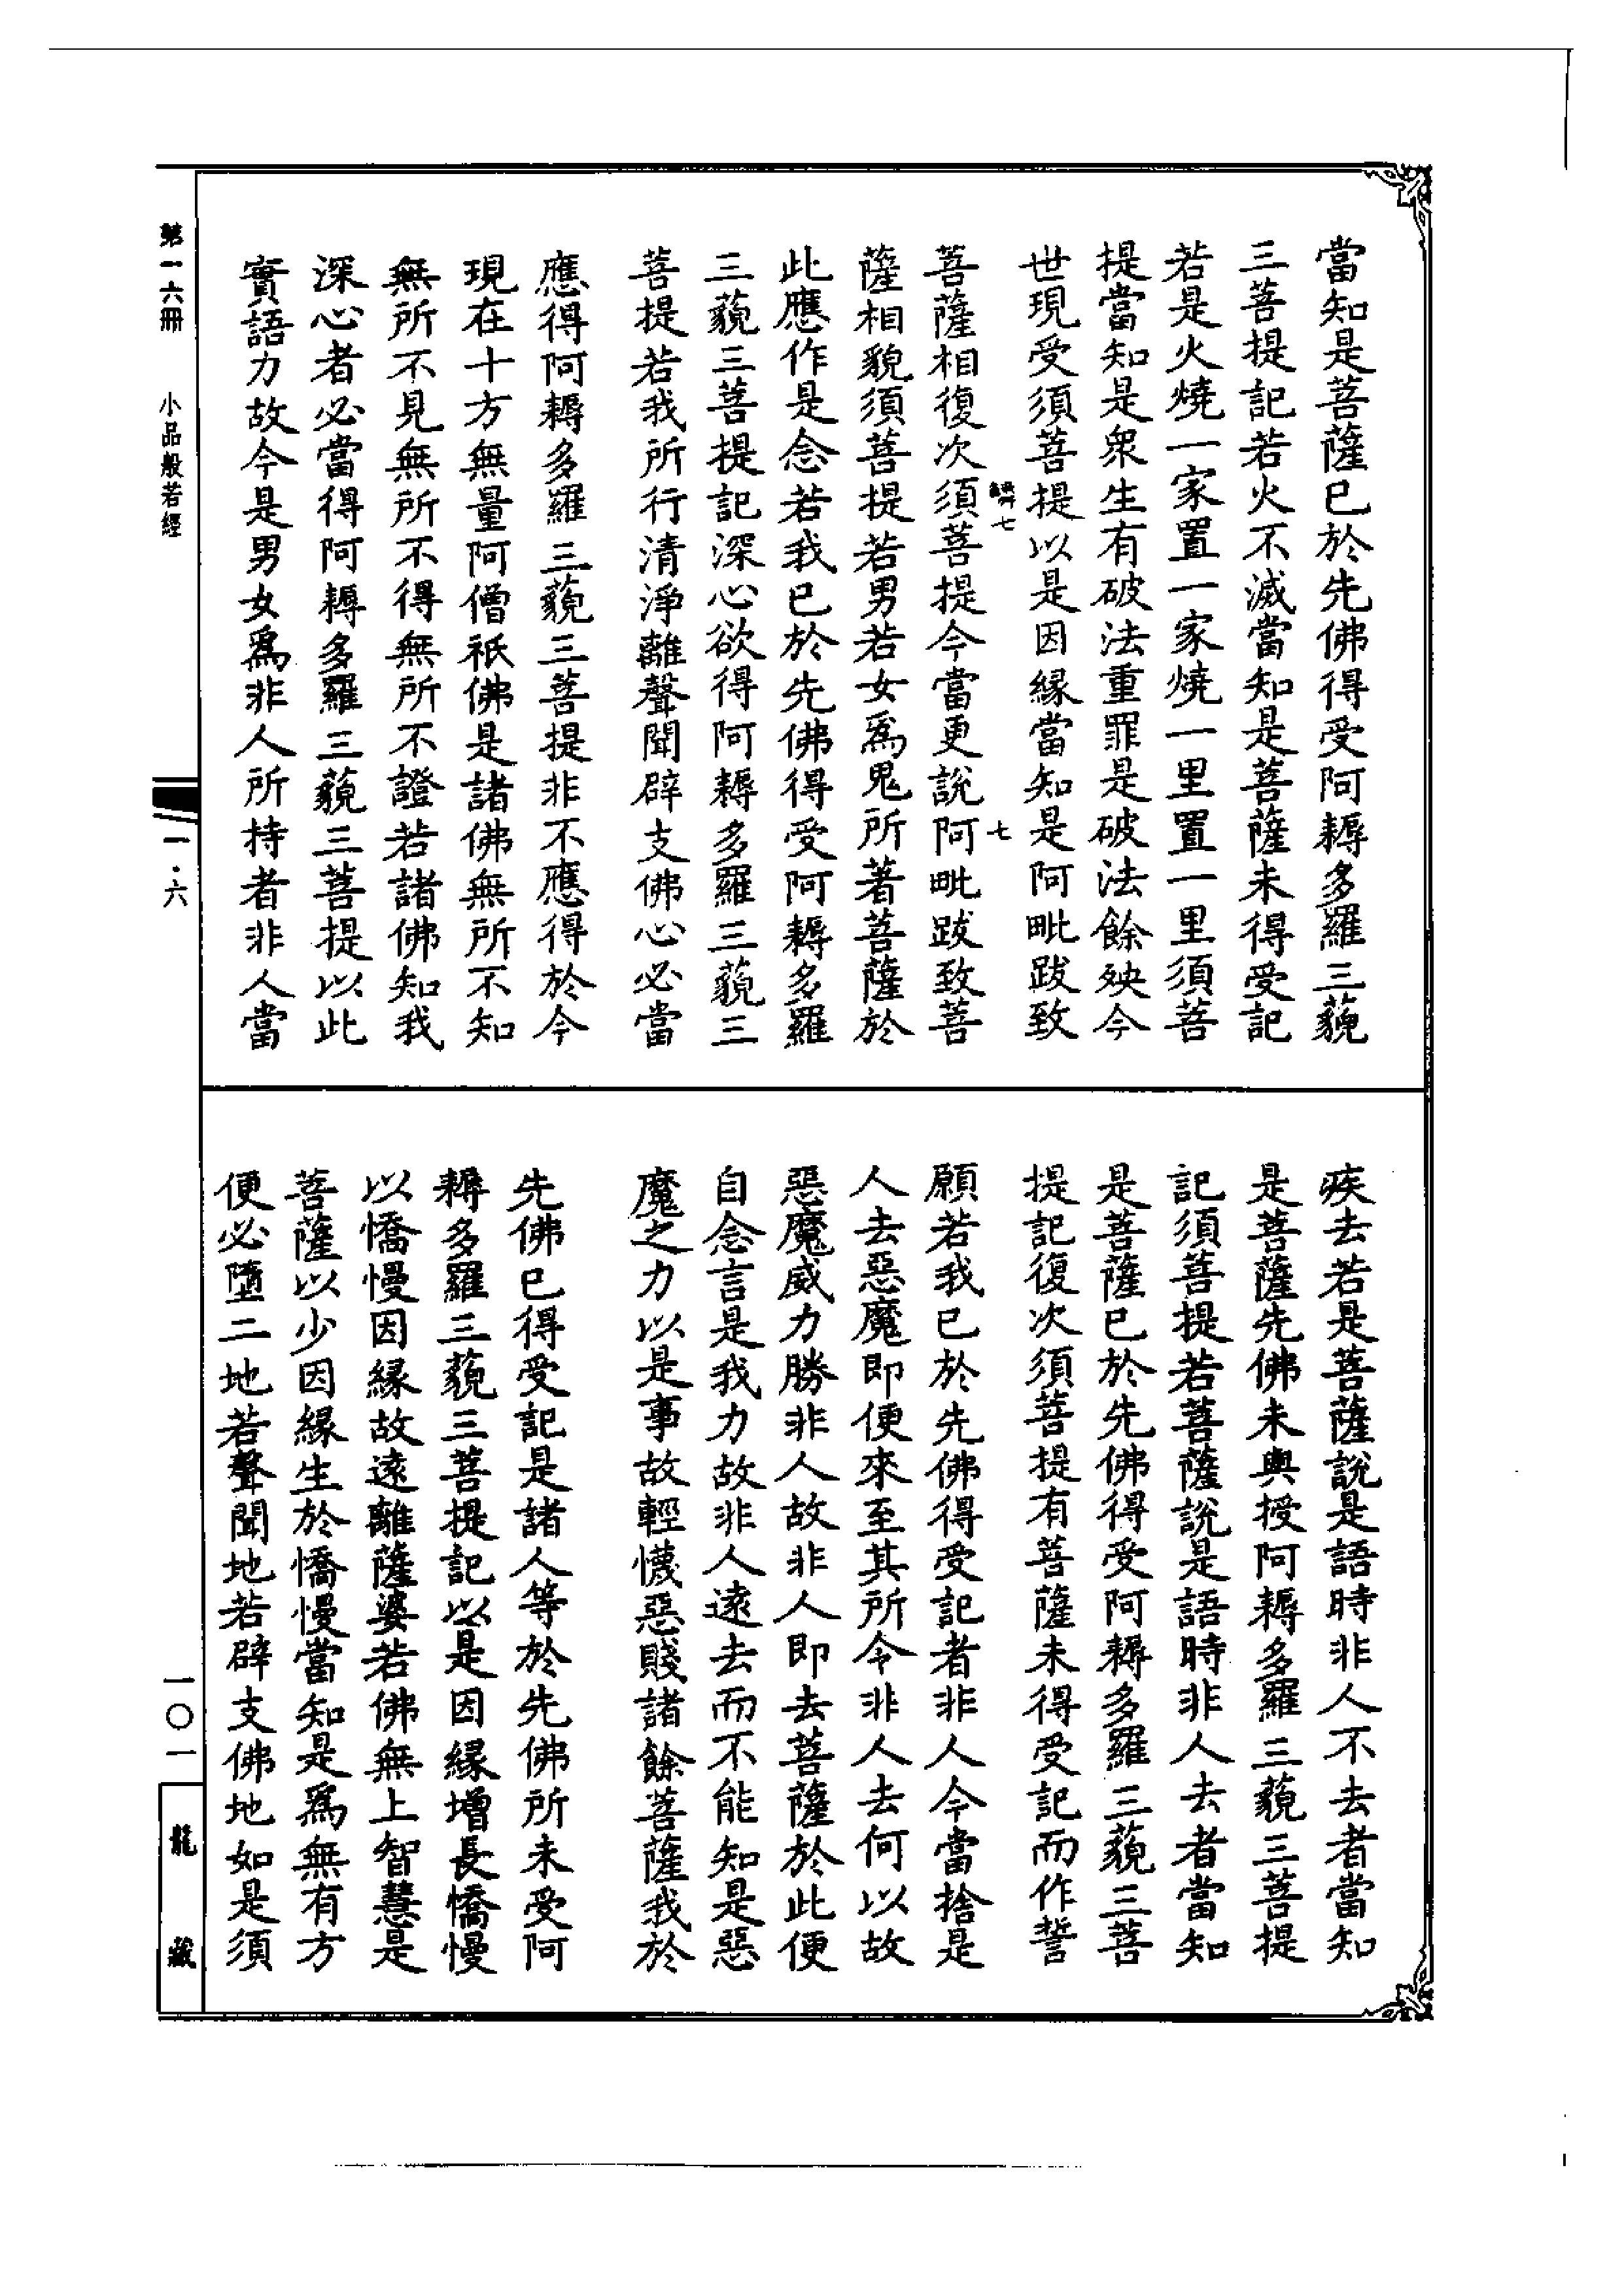 當知是菩薩已於先佛得受阿耨多羅三藐
三菩提記若火不滅當知是菩薩未得受記
若是火燒一家置一家燒一里置一里須菩
提當知是衆生有破法重罪是破法餘殃今
世現受須菩提以是因緣當知是阿毗跋致
七
七
菩薩相復次須菩提今當更說阿毗跋致菩
薩相貌須菩提若男若女爲鬼所著菩薩於
此應作是念若我已於先佛得受阿耨多羅
三藐三菩提記深心欲得阿耨多羅三藐三
菩提若我所行清淨離聲聞辟支佛心必當
應得阿耨多羅三藐三菩提非不應得於今
現在十方無量阿僧祇佛是諸佛無所不知
無所不見無所不得無所不證若諸佛知我
深心者必當得阿耨多羅三藐三菩提以此
實語力故今是男女爲非人所持者非人當
疾去若是菩薩說是語時非人不去者當知
是菩薩先佛未與授阿耨多羅三藐三菩提
記須菩提若菩薩說是語時非人去者當知
是菩薩已於先佛得受阿耨多羅三藐三菩
提記復次須菩提有菩薩未得受記而作誓
願若我已於先佛得受記者非人今當捨是
人去惡魔即便來至其所令非人去何以故
惡魔威力勝非人故非人即去菩薩於此便
自念言是我力故非人遠去而不能知是惡
魔之力以是事故輕懱惡賤諸餘菩薩我於
先佛已得受記是諸人等於先佛所未受阿
耨多羅三藐三菩提記以是因緣增長憍慢
以憍慢因緣故遠離薩婆若佛無上智慧是
菩薩以少因緣生於憍慢當知是爲無有方
便必墮二地若聲聞地若辟支佛地如是須
第一六冊
小品般若經
一·六
一〇一
龍藏